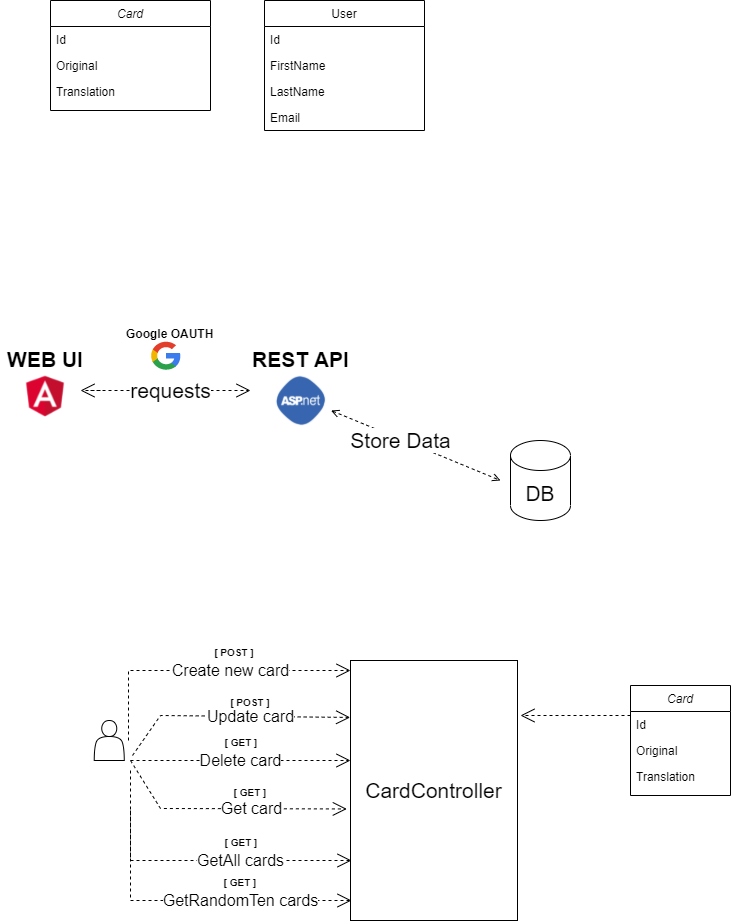 Card
Id
Original
Translation
User
Id
FirstName
LastName
Email
Google OAUTH
WEB UI
REST API
requests
ASP.net
Store Data
DB
[ POST ]
Create new card
[ POST ]
Update card
[ GET ]
Delete card
[ GET ]
Get card
[ GET ]
GetAll cards
[ GET ]
GetRandomTen cards
CardController
Card
Id
Original
Translation